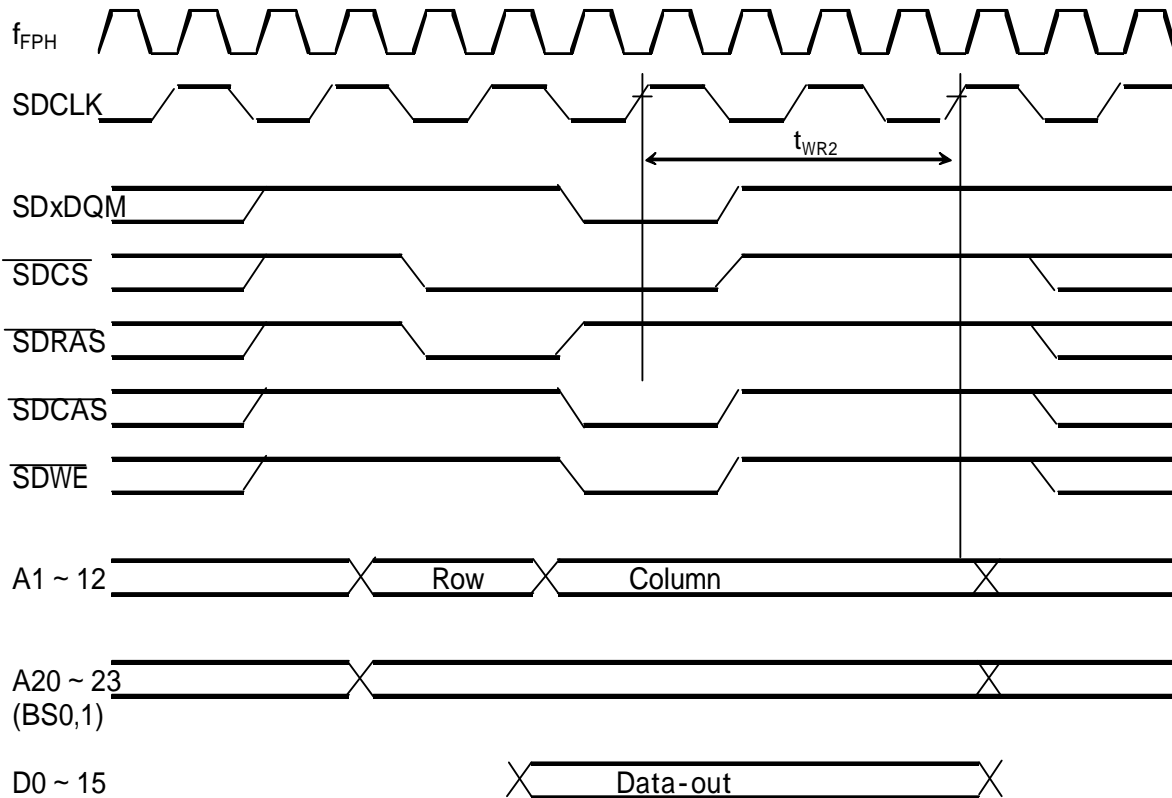 fFPH
SDCLK
tWR2
SDxDQM
SDCS
SDRAS
SDCAS
SDWE
A1 ~ 12 Row Column
A20 ~ 23
(BS0,1)
D0 ~ 15 Data-out